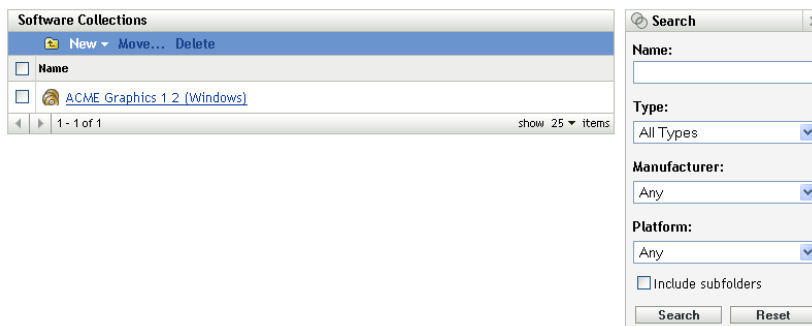 Software Collections
New Move... Delete
Name
ACME Graphics 1 2 (Windows)
1 - 1 of 1 show 25 items
Search
Name:
Type:
All Types
Manufacturer:
Any
Platform:
Any
Include subfolders
Search Reset